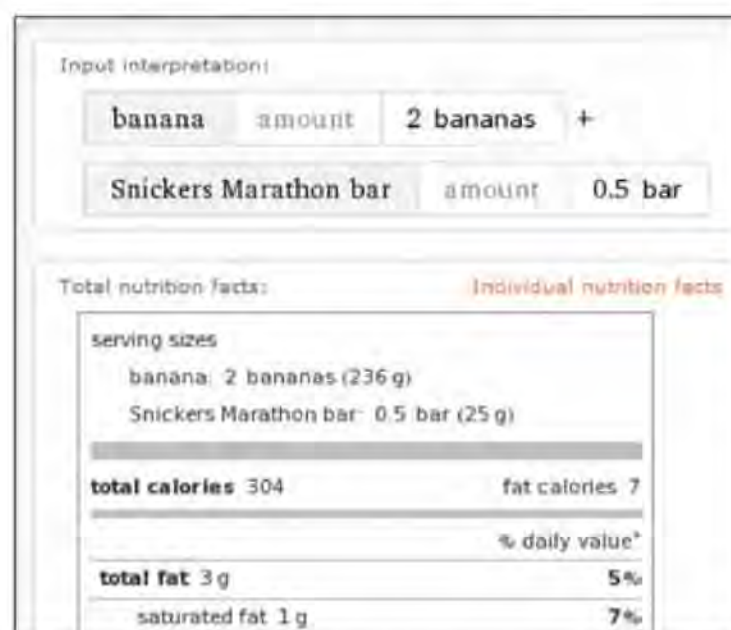 Input interpretation:
banana amount 2 bananas +
Snickers Marathon bar amount 0.5 bar
Total nutrition facts: Individual nutrition facts
serving sizes
banana: 2 bananas (236 g)
Snickers Marathon bar: 0.5 bar (25 g)
total calories 304 fat calories 7
% daily value*
total fat 3 g 5%
saturated fat 1 g 7%